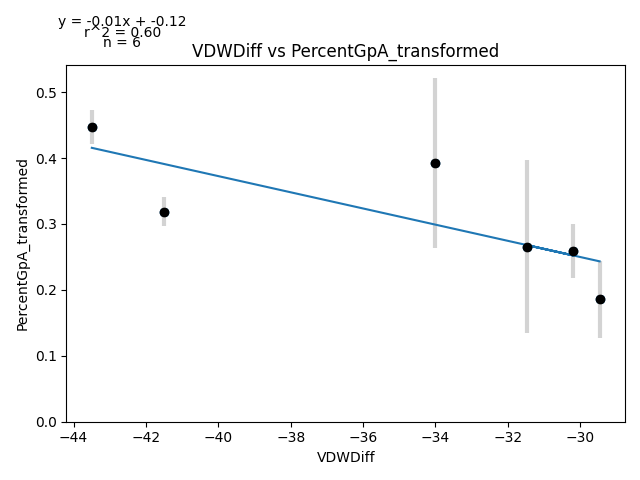 y = -0.01x + -0.12
r^2 = 0.60
n = 6
VDWDiff vs PercentGpA_transformed
PercentGpA_transformed
0.5
0.4
0.3
0.2
0.1
0.0
−44 −42 −40 −38 −36 −34 −32 −30
VDWDiff